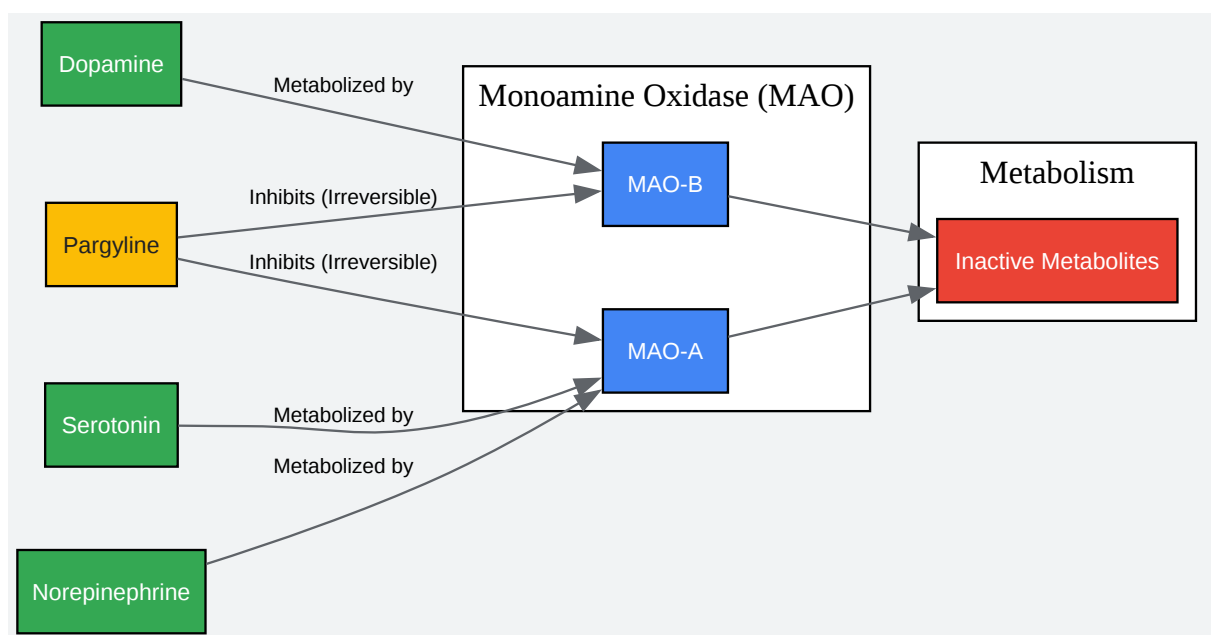 Dopamine
Metabolized by
Monoamine Oxidase (MAO)
MAO-B
Metabolism
Inhibits (Irreversible)
Pargyline
Inhibits (Irreversible)
Inactive Metabolites
MAO-A
Serotonin
Metabolized by
Metabolized by
Norepinephrine